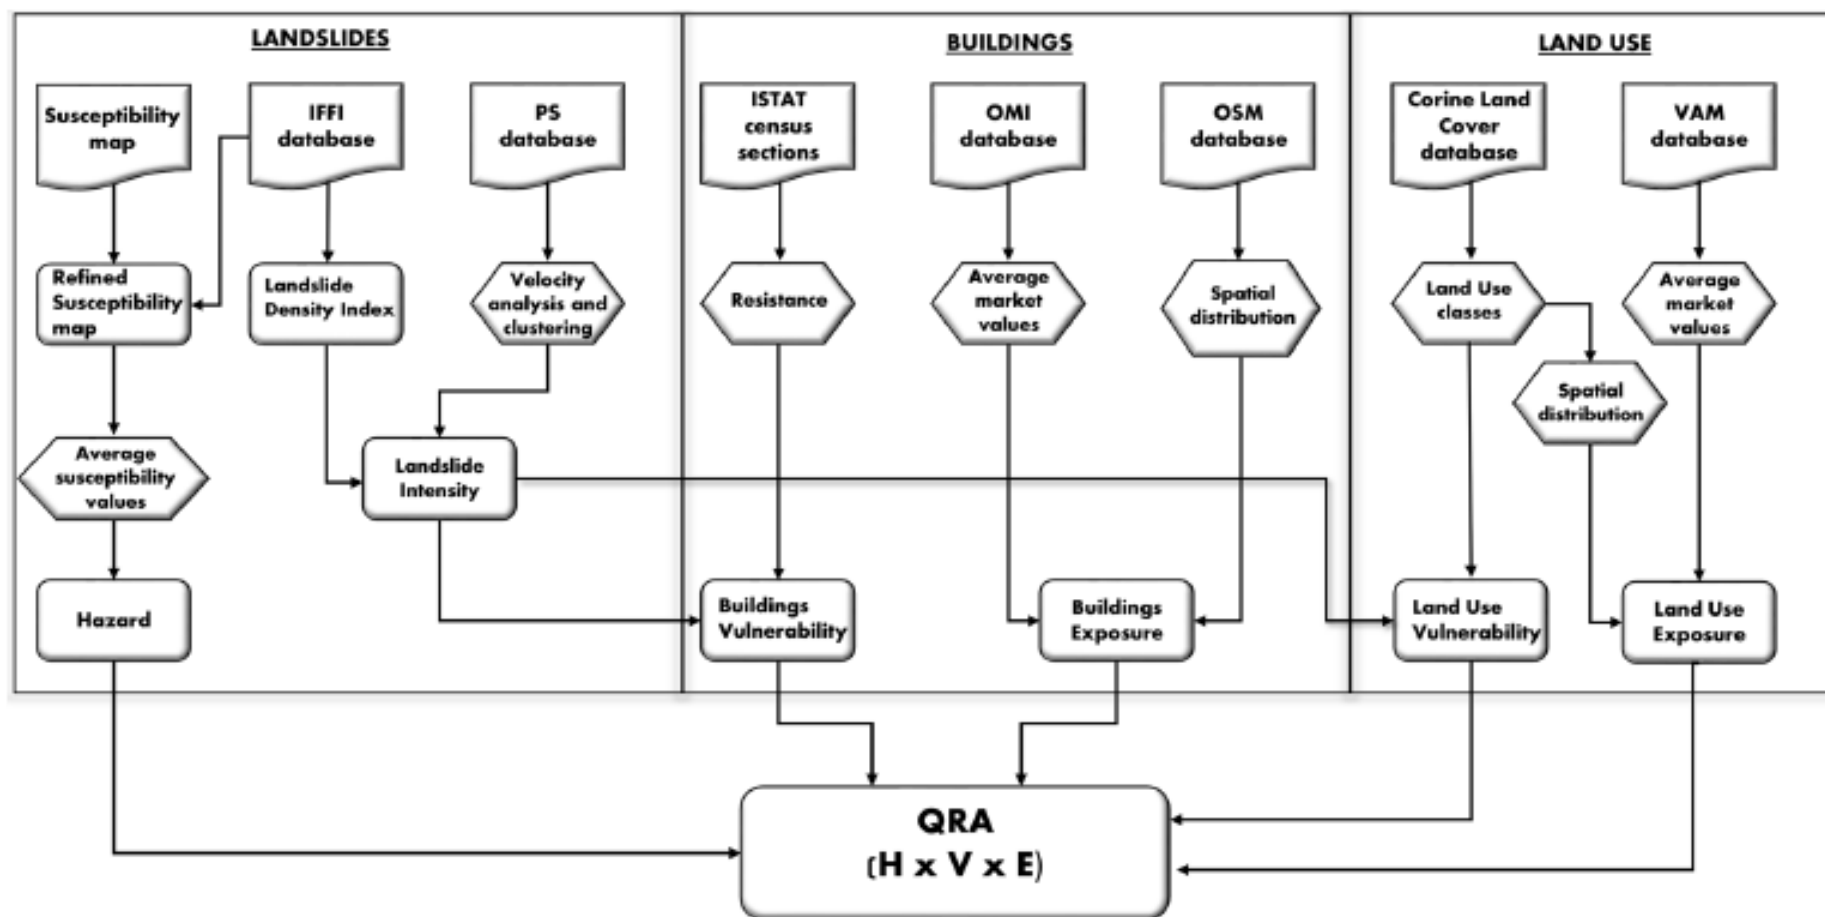 LANDSLIDES
Susceptibility
map
IFFI
database
PS
database
Refined
Susceptibility
map
Landslide
Density Index
Velocity
analysis and
clustering
Average
susceptibility
values
Landslide
Intensity
Hazard
BUILDINGS
ISTAT
census
sections
OMI
database
OSM
database
Resistance
Average
market
values
Spatial
distribution
Buildings
Vulnerability
Buildings
Exposure
LAND USE
Corine Land
Cover
database
VAM
database
Land Use
classes
Average
market
values
Spatial
distribution
Land Use
Vulnerability
Land Use
Exposure
QRA
(H x V x E)